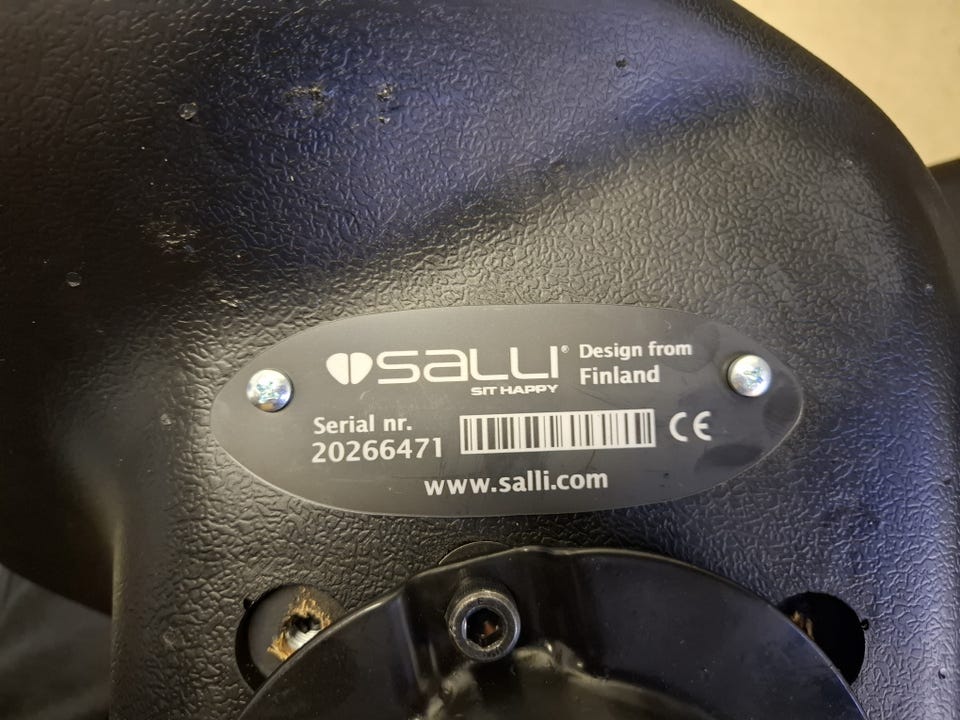 SALLI® Design from
SIT HAPPY Finland
Serial nr.
20266471 CE
www.salli.com